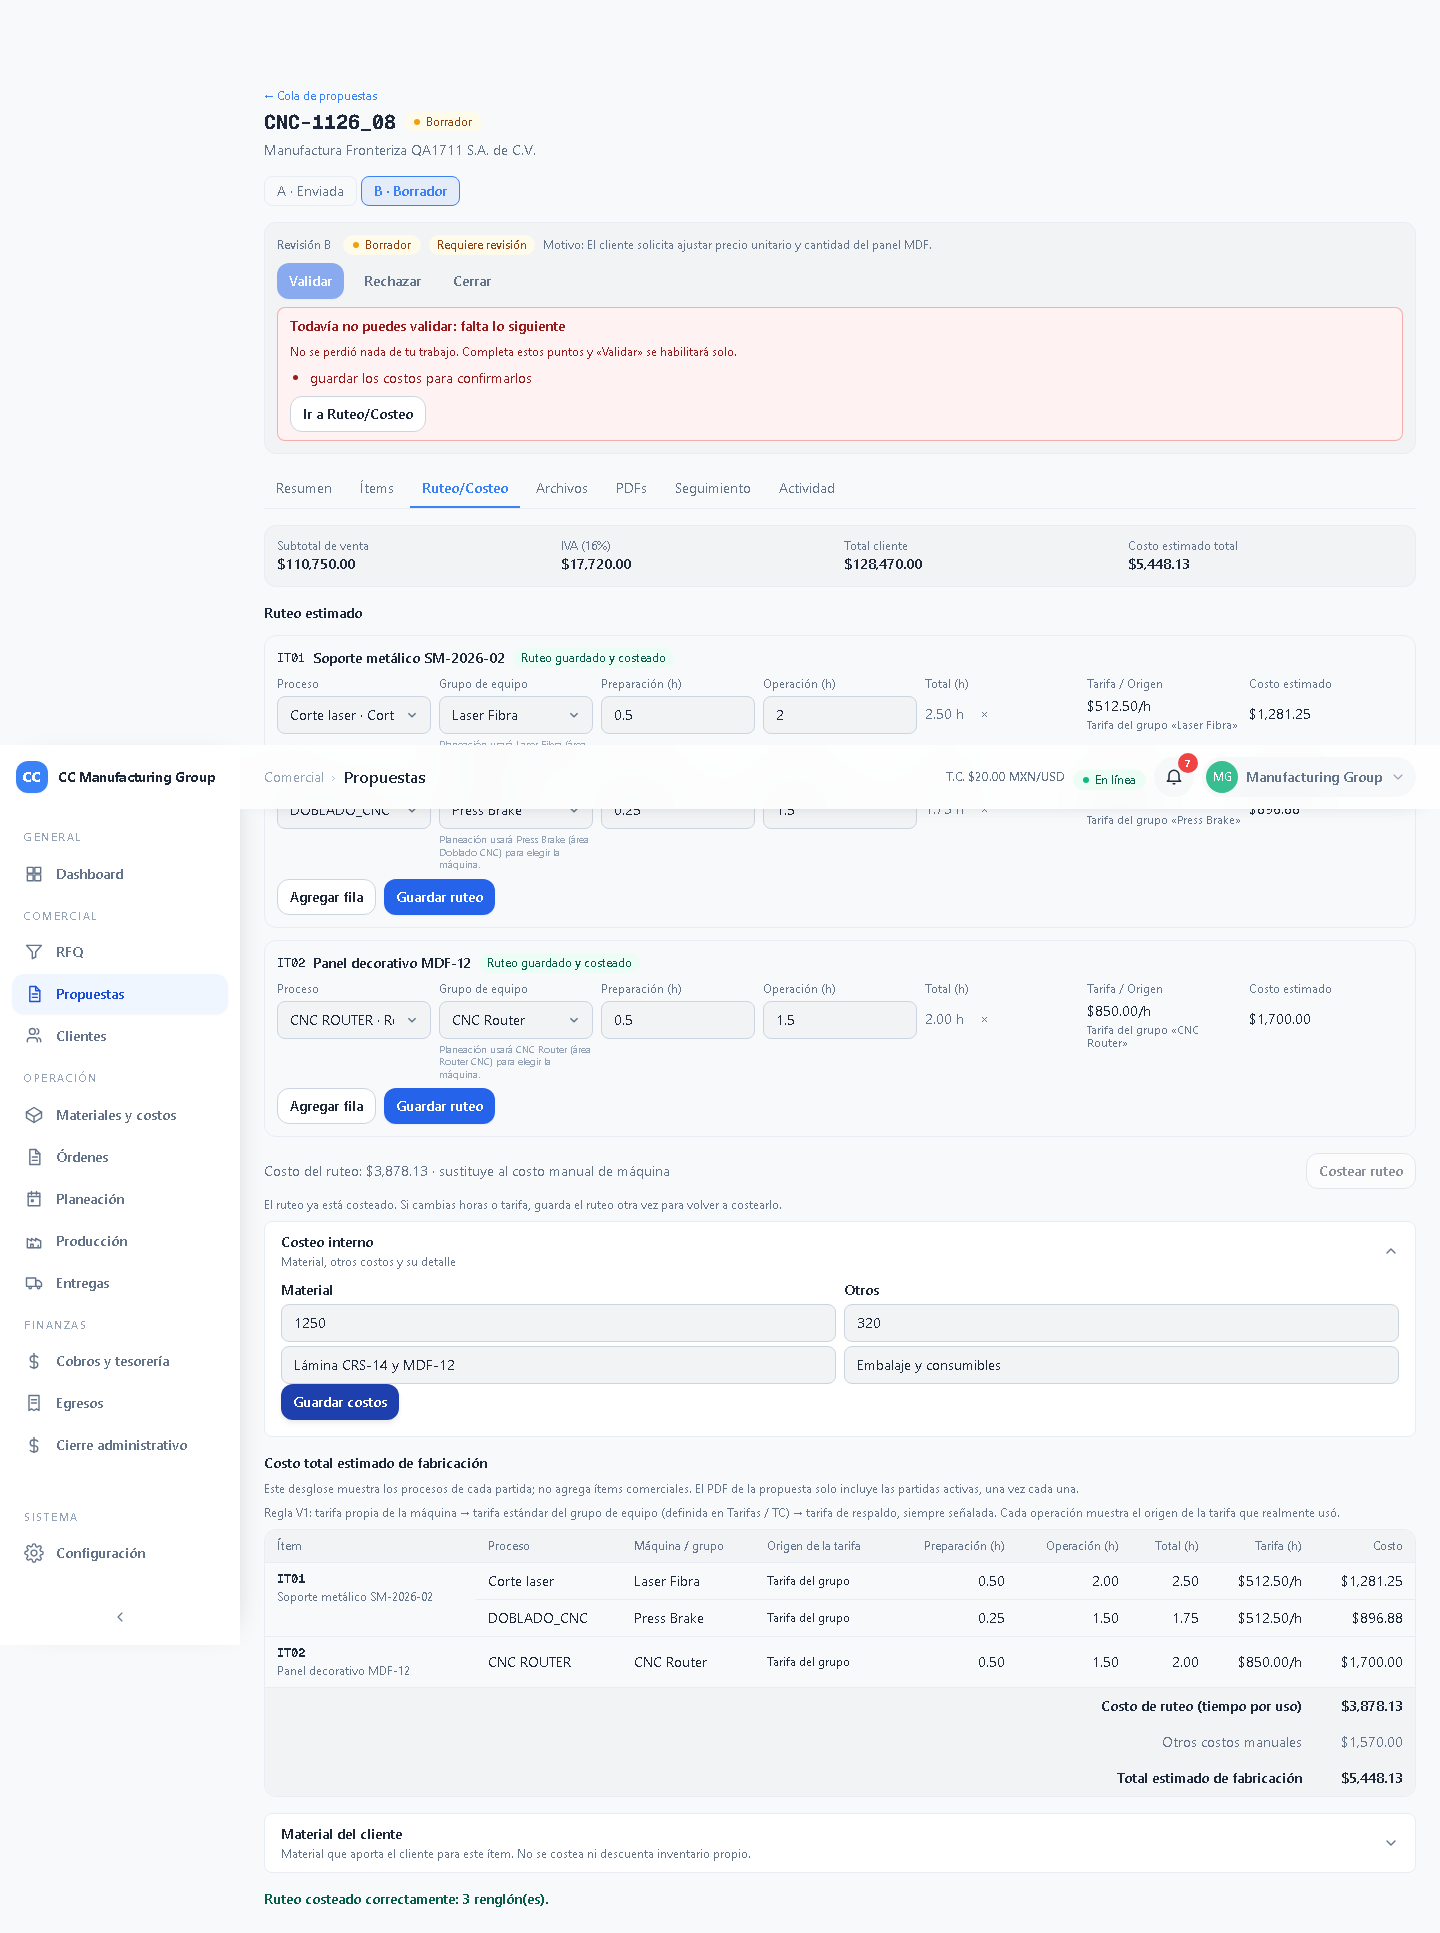 ← Cola de propuestas
CNC-1126_08 Borrador
Manufactura Fronteriza QA1711 S.A. de C.V.
A · Enviada B · Borrador
Revisión B Borrador Requiere revisión Motivo: El cliente solicita ajustar precio unitario y cantidad del panel MDF.
Validar Rechazar Cerrar
Todavía no puedes validar: falta lo siguiente
No se perdió nada de tu trabajo. Completa estos puntos y «Validar» se habilitará solo.
• guardar los costos para confirmarlos
Ir a Ruteo/Costeo
Resumen Ítems Ruteo/Costeo Archivos PDFs Seguimiento Actividad
Subtotal de venta IVA (16%) Total cliente Costo estimado total
$110,750.00 $17,720.00 $128,470.00 $5,448.13
Ruteo estimado
IT01 Soporte metálico SM-2026-02 Ruteo guardado y costeado
Proceso Grupo de equipo Preparación (h) Operación (h) Total (h) Tarifa / Origen Costo estimado
Corte laser · Cort Laser Fibra 0.5 2 2.50 h × $512.50/h $1,281.25
Tarifa del grupo «Laser Fibra»
Planeación usará Laser Fibra (área
CC CC Manufacturing Group Comercial › Propuestas T.C. $20.00 MXN/USD En línea 7 MG Manufacturing Group
DOBLADO_CNC Press Brake 0.25 1.5 1.75 h × $896.88
Tarifa del grupo «Press Brake»
Planeación usará Press Brake (área
Doblado CNC) para elegir la
máquina.
Agregar fila Guardar ruteo
IT02 Panel decorativo MDF-12 Ruteo guardado y costeado
Proceso Grupo de equipo Preparación (h) Operación (h) Total (h) Tarifa / Origen Costo estimado
CNC ROUTER · R CNC Router 0.5 1.5 2.00 h × $850.00/h $1,700.00
Tarifa del grupo «CNC
Router»
Planeación usará CNC Router (área
Router CNC) para elegir la
máquina.
Agregar fila Guardar ruteo
Costo del ruteo: $3,878.13 · sustituye al costo manual de máquina Costear ruteo
El ruteo ya está costeado. Si cambias horas o tarifa, guarda el ruteo otra vez para volver a costearlo.
Costeo interno
Material, otros costos y su detalle
Material Otros
1250 320
Lámina CRS-14 y MDF-12 Embalaje y consumibles
Guardar costos
Costo total estimado de fabricación
Este desglose muestra los procesos de cada partida; no agrega ítems comerciales. El PDF de la propuesta solo incluye las partidas activas, una vez cada una.
Regla V1: tarifa propia de la máquina → tarifa estándar del grupo de equipo (definida en Tarifas / TC) → tarifa de respaldo, siempre señalada. Cada operación muestra el origen de la tarifa que realmente usó.
Ítem Proceso Máquina / grupo Origen de la tarifa Preparación (h) Operación (h) Total (h) Tarifa (h) Costo
IT01 Corte laser Laser Fibra Tarifa del grupo 0.50 2.00 2.50 $512.50/h $1,281.25
Soporte metálico SM-2026-02
DOBLADO_CNC Press Brake Tarifa del grupo 0.25 1.50 1.75 $512.50/h $896.88
IT02 CNC ROUTER CNC Router Tarifa del grupo 0.50 1.50 2.00 $850.00/h $1,700.00
Panel decorativo MDF-12
Costo de ruteo (tiempo por uso) $3,878.13
Otros costos manuales $1,570.00
Total estimado de fabricación $5,448.13
Material del cliente
Material que aporta el cliente para este ítem. No se costea ni descuenta inventario propio.
Ruteo costeado correctamente: 3 renglón(es).
GENERAL
Dashboard
COMERCIAL
RFQ
Propuestas
Clientes
OPERACIÓN
Materiales y costos
Órdenes
Planeación
Producción
Entregas
FINANZAS
Cobros y tesorería
Egresos
Cierre administrativo
SISTEMA
Configuración